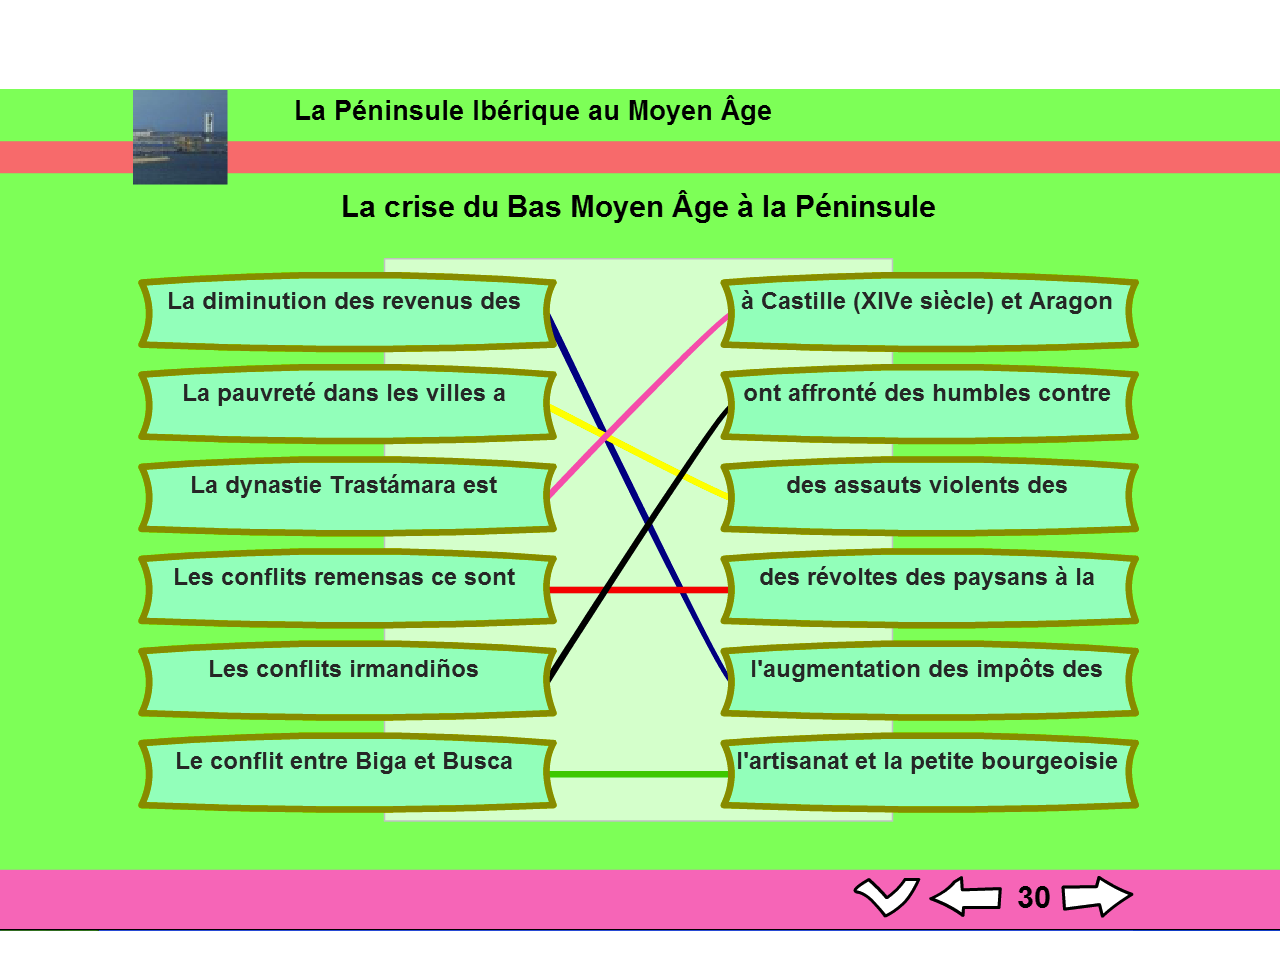 La Péninsule Ibérique au Moyen Âge
La crise du Bas Moyen Âge à la Péninsule
La diminution des revenus des
à Castille (XIVe siècle) et Aragon
La pauvreté dans les villes a
ont affronté des humbles contre
La dynastie Trastámara est
des assauts violents des
Les conflits remensas ce sont
des révoltes des paysans à la
Les conflits irmandiños
l'augmentation des impôts des
Le conflit entre Biga et Busca
l'artisanat et la petite bourgeoisie
30